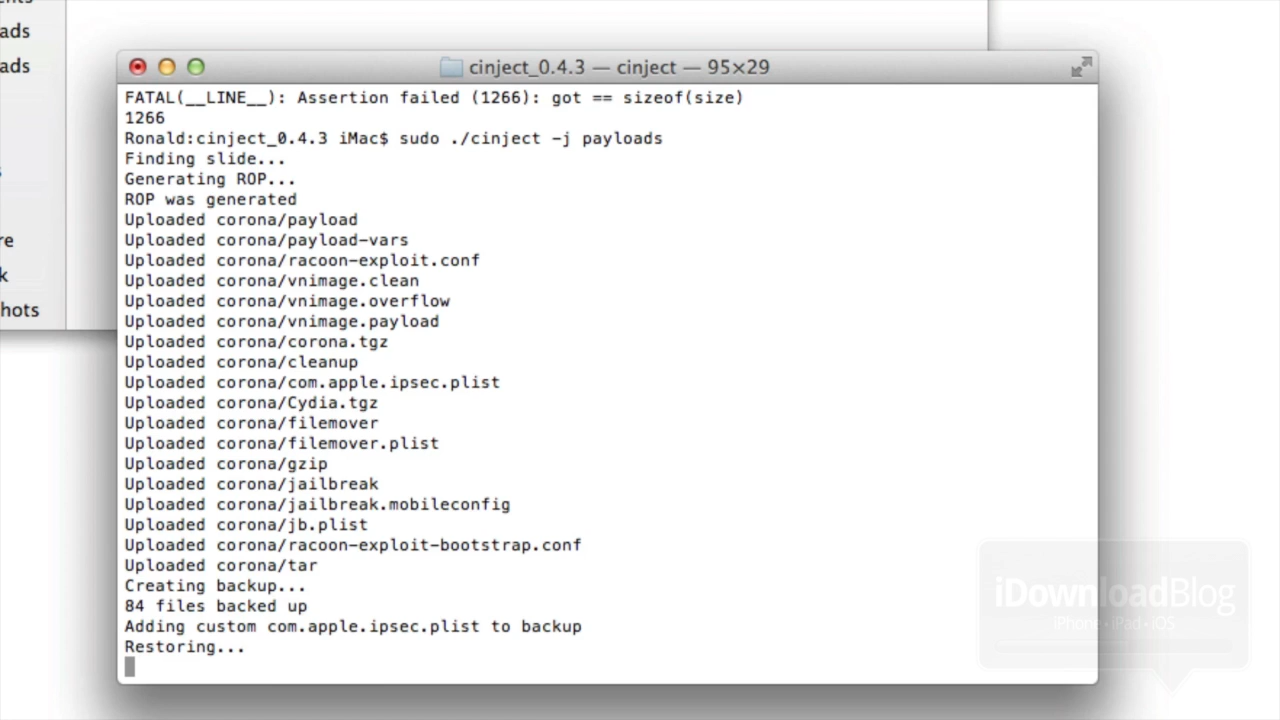 ads
ads
re
k
hots
cinject_0.4.3 — cinject — 95×29
FATAL(__LINE__): Assertion failed (1266): got == sizeof(size)
1266
Ronald:cinject_0.4.3 iMac$ sudo ./cinject -j payloads
Finding slide...
Generating ROP...
ROP was generated
Uploaded corona/payload
Uploaded corona/payload-vars
Uploaded corona/racoon-exploit.conf
Uploaded corona/vnimage.clean
Uploaded corona/vnimage.overflow
Uploaded corona/vnimage.payload
Uploaded corona/corona.tgz
Uploaded corona/cleanup
Uploaded corona/com.apple.ipsec.plist
Uploaded corona/Cydia.tgz
Uploaded corona/filemover
Uploaded corona/filemover.plist
Uploaded corona/gzip
Uploaded corona/jailbreak
Uploaded corona/jailbreak.mobileconfig
Uploaded corona/jb.plist
Uploaded corona/racoon-exploit-bootstrap.conf
Uploaded corona/tar
Creating backup...
84 files backed up
Adding custom com.apple.ipsec.plist to backup
Restoring...
iDownloadBlog
iPhone • iPad • iOS